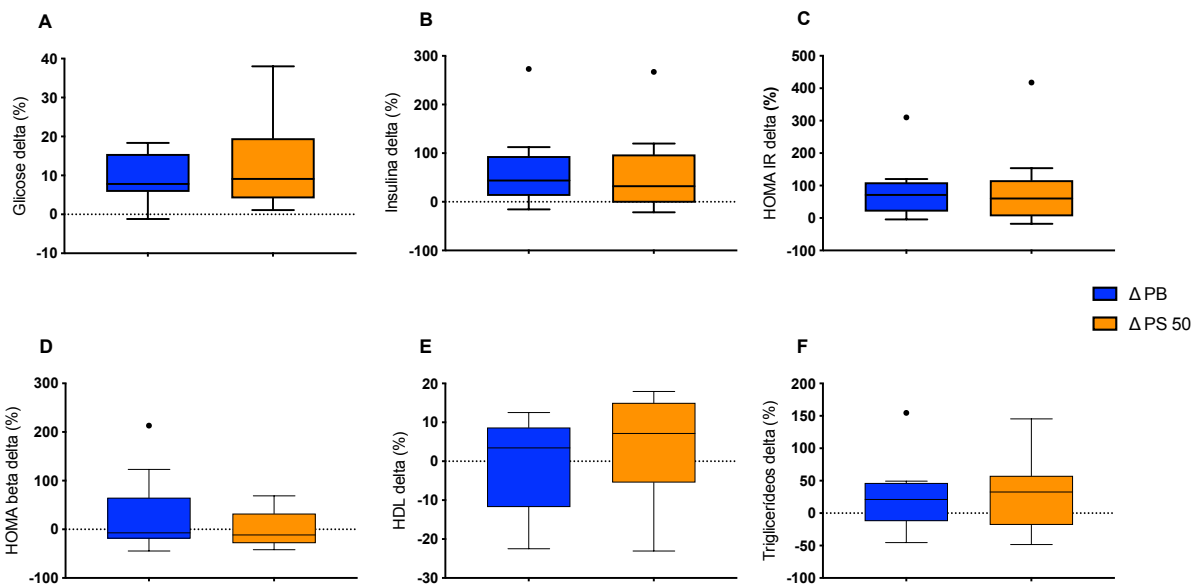 A
Glicose delta (%)
40
30
20
10
0
-10
B
Insulina delta (%)
300
200
100
0
-100
C
HOMA IR delta (%)
500
400
300
200
100
0
-100
Δ PB
Δ PS 50
D
HOMA beta delta (%)
300
200
100
0
-100
E
HDL delta (%)
20
10
0
-10
-20
-30
F
Triglicerídeos delta (%)
200
150
100
50
0
-50
-100